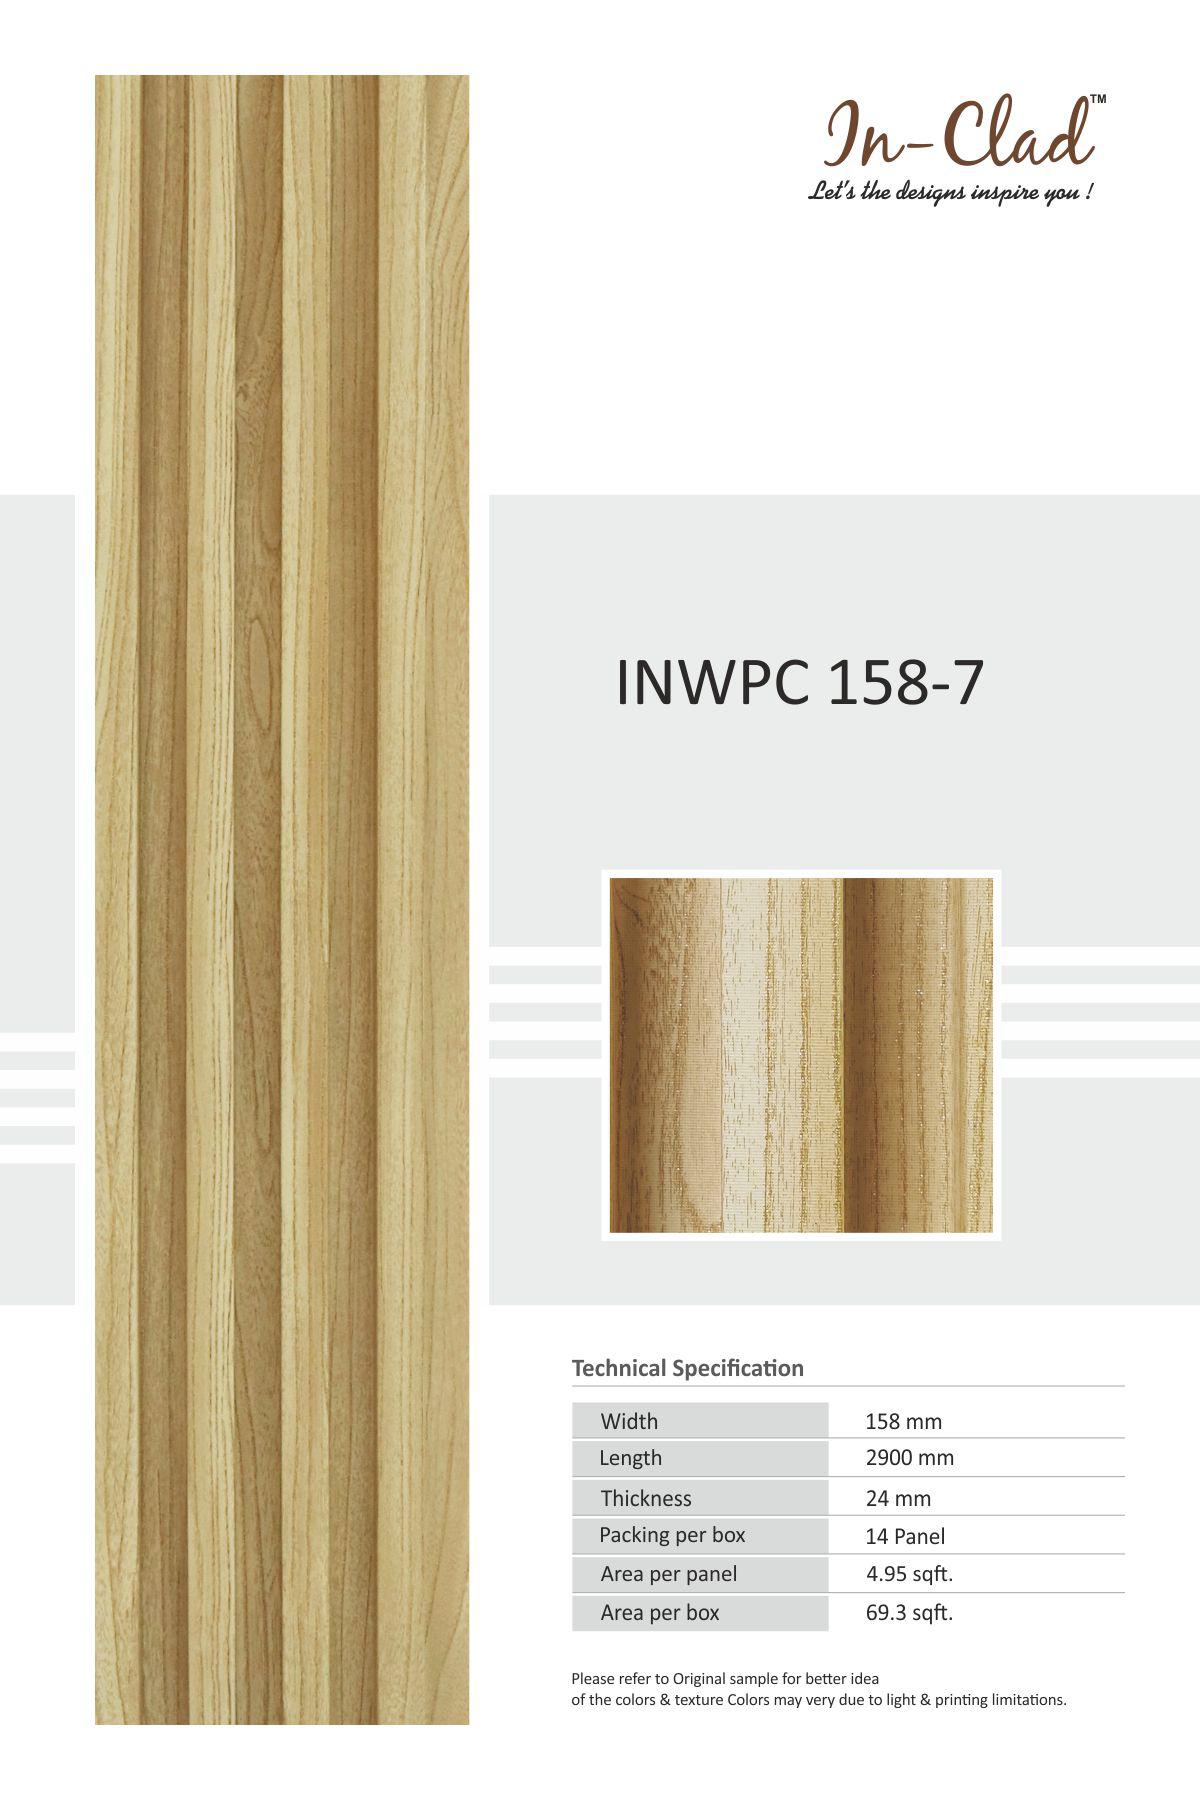 In-Clad™
Let's the designs inspire you !
INWPC 158-7
Technical Specification
Width 158 mm
Length 2900 mm
Thickness 24 mm
Packing per box 14 Panel
Area per panel 4.95 sqft.
Area per box 69.3 sqft.
Please refer to Original sample for better idea
of the colors & texture Colors may very due to light & printing limitations.